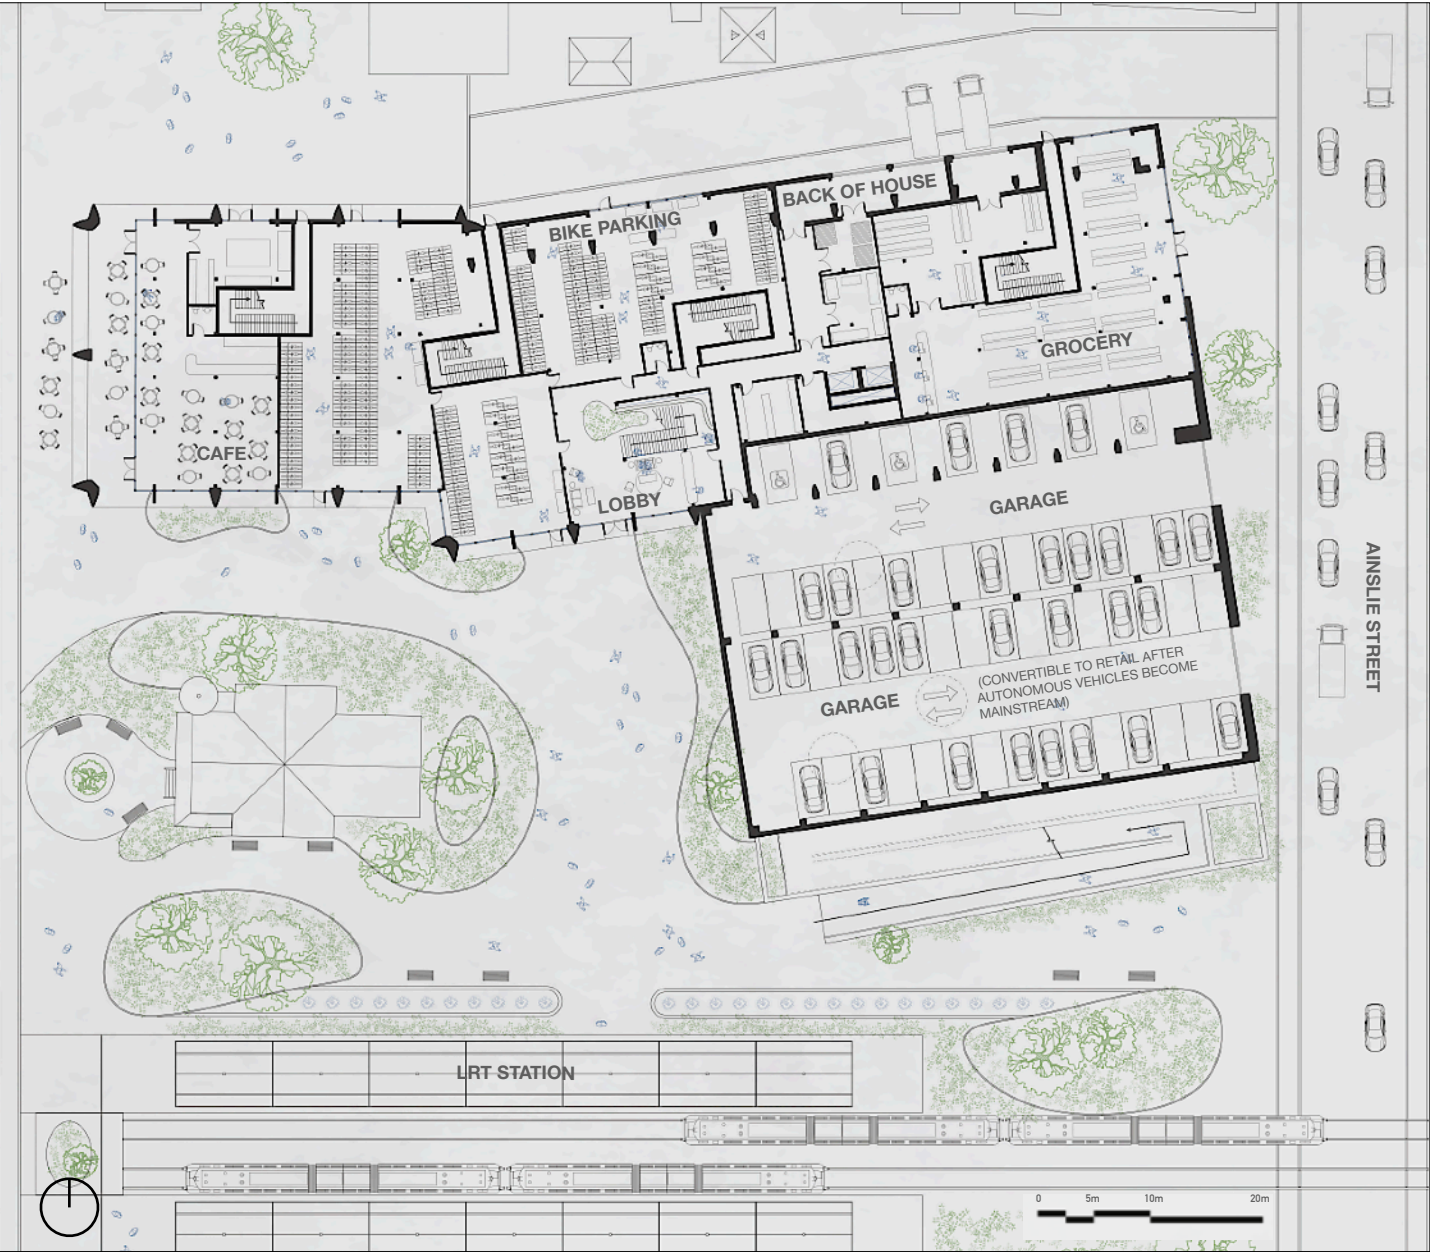 BACK OF HOUSE
BIKE PARKING
GROCERY
CAFE
LOBBY
GARAGE
AINSLIE STREET
(CONVERTIBLE TO RETAIL AFTER
AUTONOMOUS VEHICLES BECOME
MAINSTREAM)
GARAGE
LRT STATION
0 5m 10m 20m